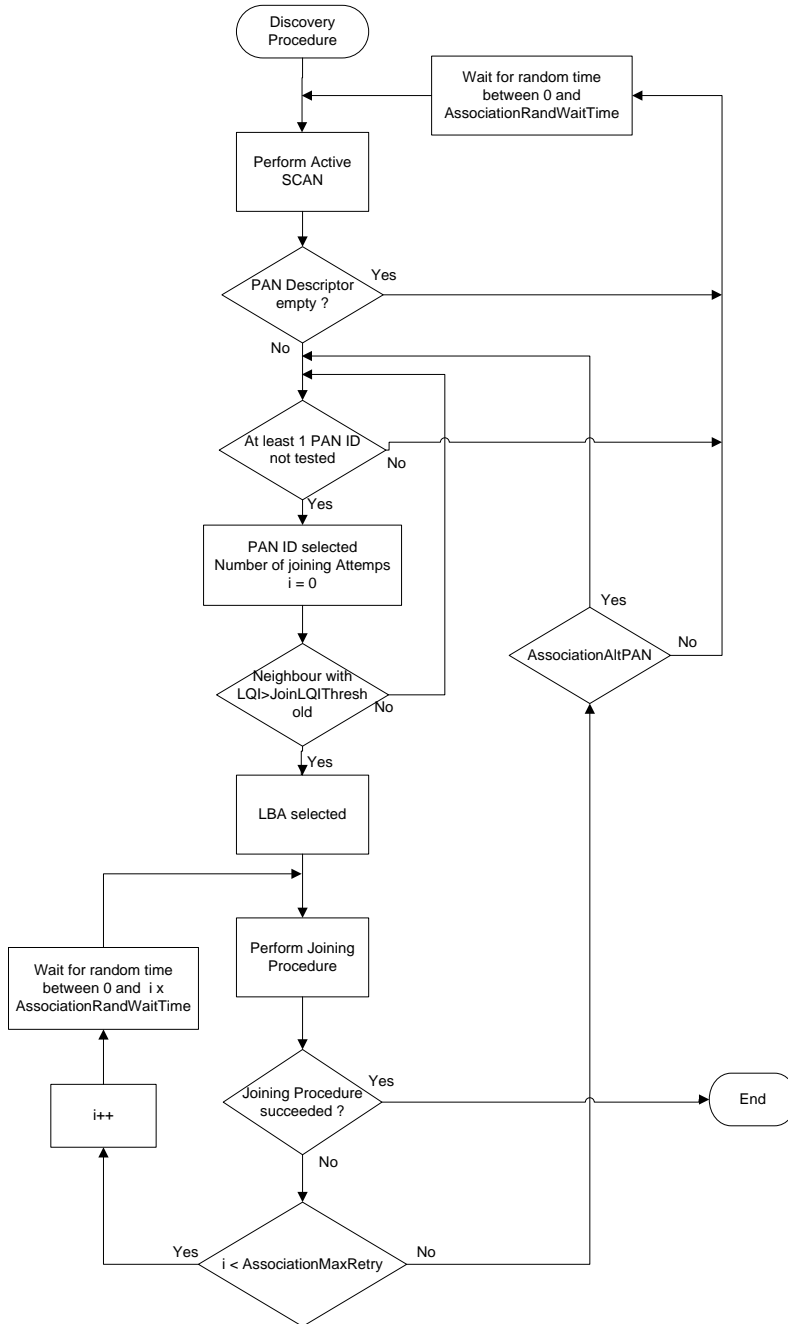 Discovery
Procedure
Wait for random time
between 0 and
AssociationRandWaitTime
Perform Active
SCAN
PAN Descriptor
empty ?
Yes
No
At least 1 PAN ID
not tested
No
Yes
PAN ID selected
Number of joining Attemps
i = 0
Yes
AssociationAltPAN
No
Neighbour with
LQI>JoinLQIThresh
old
No
Yes
LBA selected
Perform Joining
Procedure
Wait for random time
between 0 and i x
AssociationRandWaitTime
Joining Procedure
succeeded ?
Yes
End
i++
No
Yes
i < AssociationMaxRetry
No